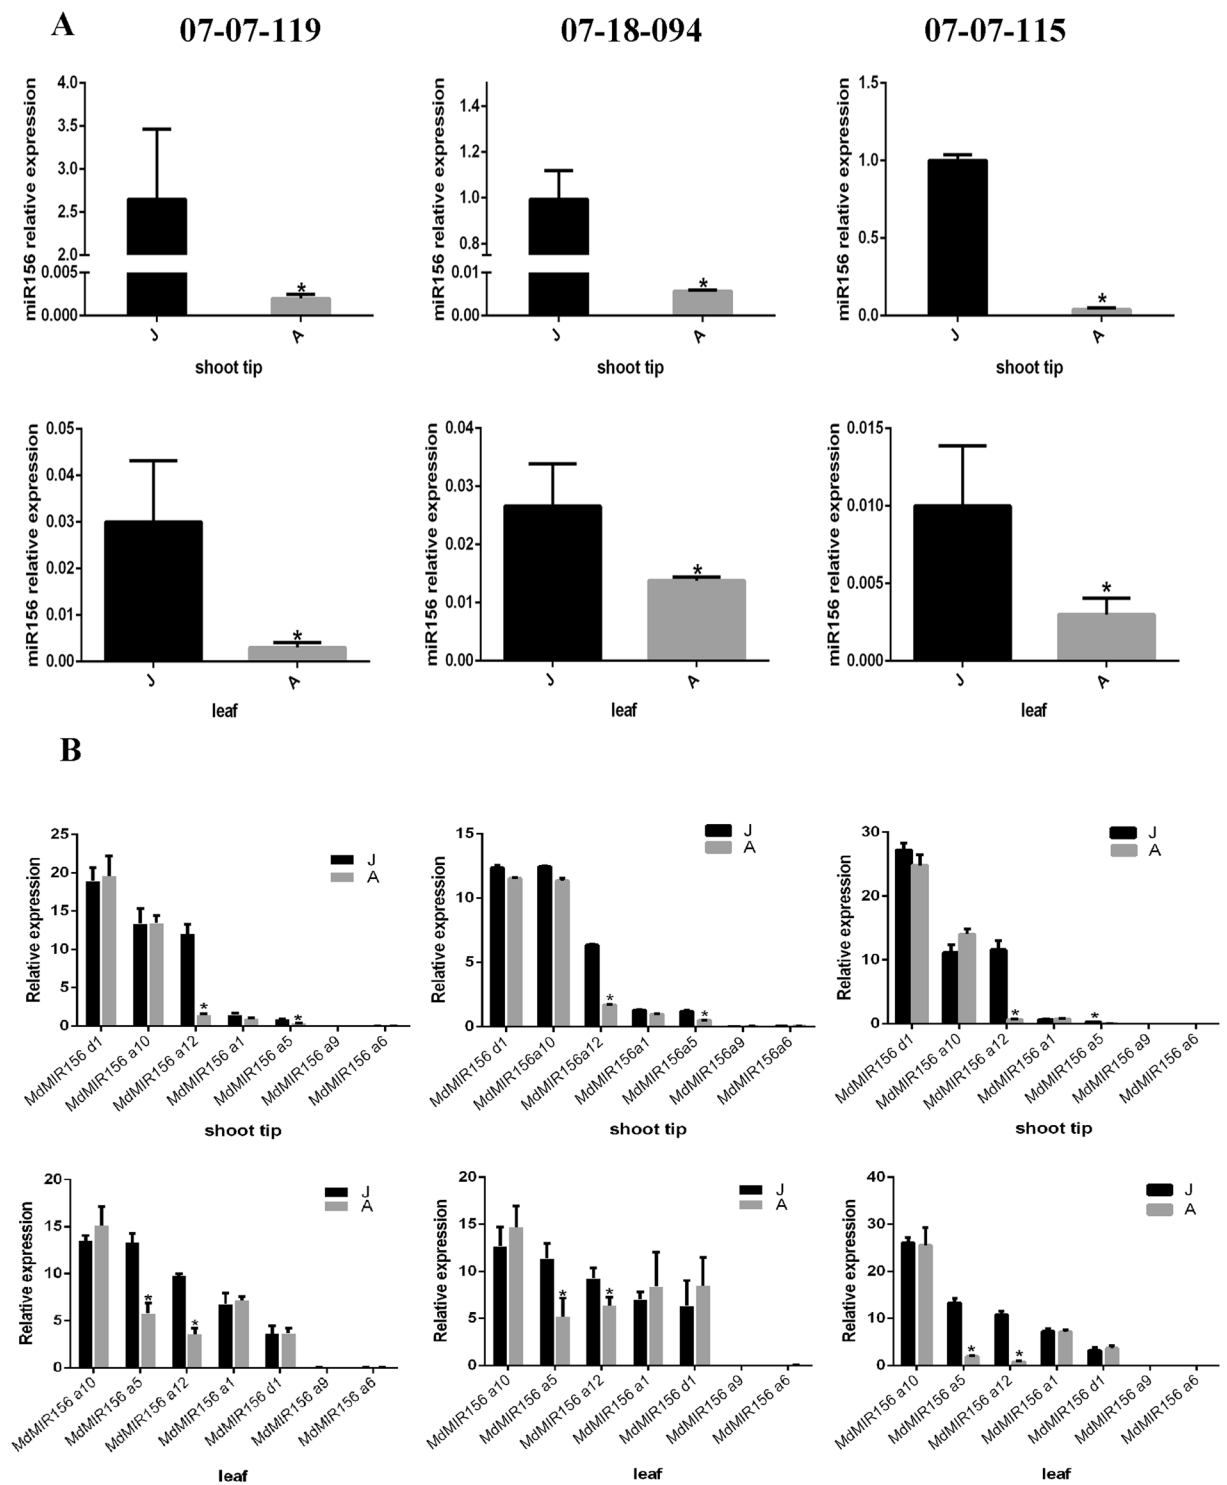 A
07-07-119
07-18-094
07-07-115
miR156 relative expression
4.0
3.5
3.0
2.5
2.0
0.005
0.000
*
J
A
shoot tip
miR156 relative expression
1.4
1.2
1.0
0.8
0.01
0.00
*
J
A
shoot tip
miR156 relative expression
1.5
1.0
0.5
0.0
*
J
A
shoot tip
miR156 relative expression
0.05
0.04
0.03
0.02
0.01
0.00
*
J
A
leaf
miR156 relative expression
0.04
0.03
0.02
0.01
0.00
*
J
A
leaf
miR156 relative expression
0.015
0.010
0.005
0.000
*
J
A
leaf
B
Relative expression
25
20
15
10
5
0
J
A
*
*
MdMIR156 d1
MdMIR156 a10
MdMIR156 a12
MdMIR156 a1
MdMIR156 a5
MdMIR156 a9
MdMIR156 a6
shoot tip
Relative expression
15
10
5
0
J
A
*
*
MdMIR156 d1
MdMIR156a10
MdMIR156a12
MdMIR156a1
MdMIR156a5
MdMIR156a9
MdMIR156a6
shoot tip
Relative expression
30
20
10
0
J
A
*
*
MdMIR156 d1
MdMIR156 a10
MdMIR156 a12
MdMIR156 a1
MdMIR156 a5
MdMIR156 a9
MdMIR156 a6
shoot tip
Relative expression
20
15
10
5
0
J
A
*
*
MdMIR156 a10
MdMIR156 a5
MdMIR156 a12
MdMIR156 a1
MdMIR156 d1
MdMIR156 a9
MdMIR156 a6
leaf
Relative expression
20
15
10
5
0
J
A
*
*
MdMIR156 a10
MdMIR156 a5
MdMIR156 a12
MdMIR156 a1
MdMIR156 d1
MdMIR156 a9
MdMIR156 a6
leaf
Relative expression
40
30
20
10
0
J
A
*
*
MdMIR156 a10
MdMIR156 a5
MdMIR156 a12
MdMIR156 a1
MdMIR156 d1
MdMIR156 a9
MdMIR156 a6
leaf